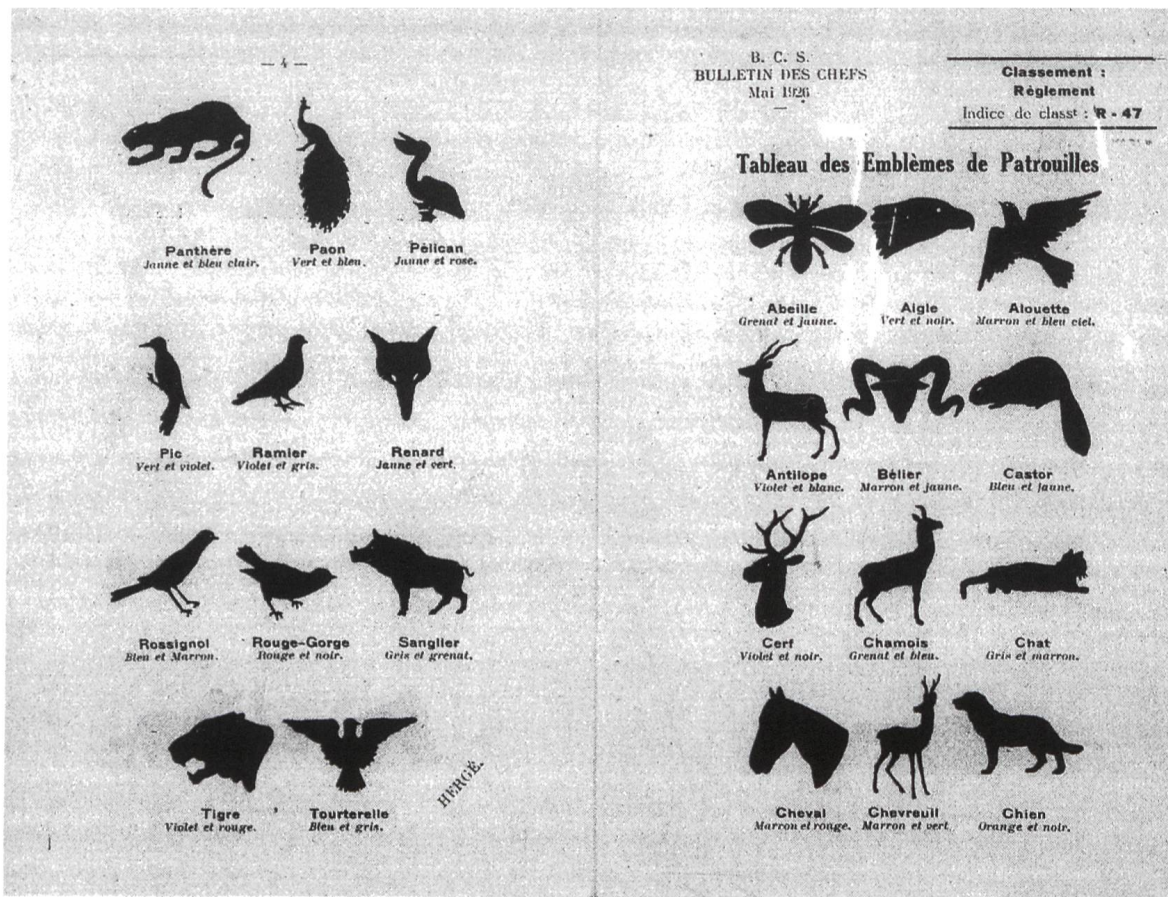 — 4 —
Panthère
Jaune et bleu clair.
Paon
Vert et bleu.
Pélican
Jaune et rose.
Pic
Vert et violet.
Ramier
Violet et gris.
Renard
Jaune et vert.
Rossignol
Bleu et Marron.
Rouge-Gorge
Rouge et noir.
Sanglier
Gris et grenat.
Tigre
Violet et rouge.
Tourterelle
Bleu et gris.
HERGÉ.
B. C. S.
BULLETIN DES CHEFS
Mai 1926
Classement :
Règlement
Indice de classt : R - 47
Tableau des Emblèmes de Patrouilles
Abeille
Grenat et jaune.
Aigle
Vert et noir.
Alouette
Marron et bleu ciel.
Antilope
Violet et blanc.
Bélier
Marron et jaune.
Castor
Bleu et jaune.
Cerf
Violet et noir.
Chamois
Grenat et bleu.
Chat
Gris et marron.
Cheval
Marron et rouge.
Chevreuil
Marron et vert
Chien
Orange et noir.